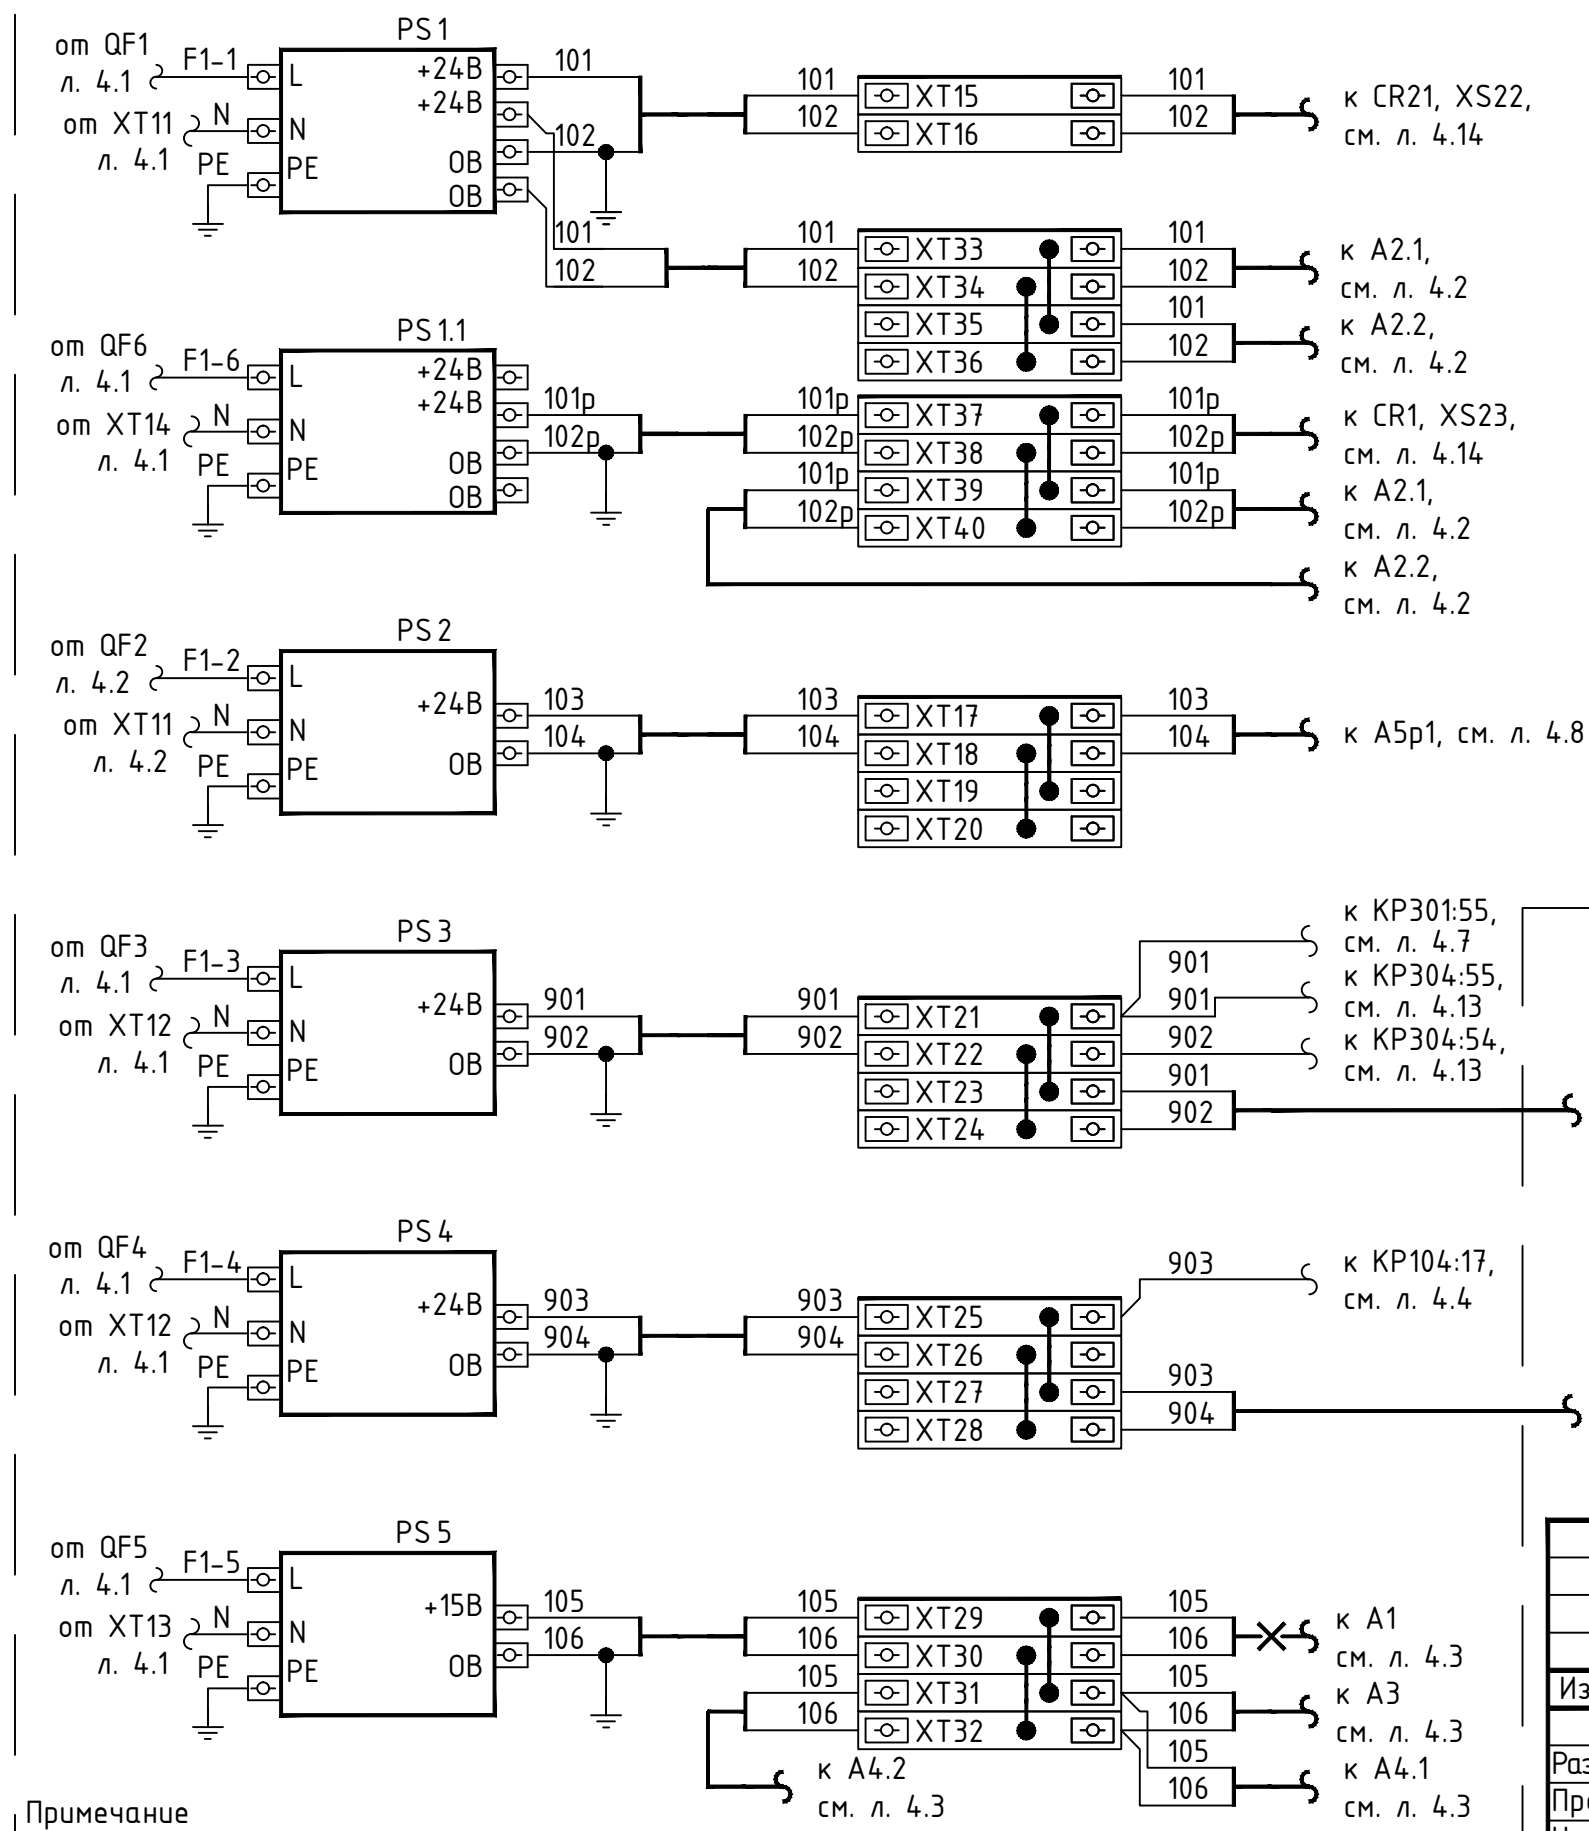 PS1
от QF1
л. 4.1
F1-1
L
+24В
101
от XT11
л. 4.1
N
N
+24В
102
PE
PE
0В
0В
101
102
101
102
XT15
XT16
101
102
к CR21, XS22,
см. л. 4.14
101
102
XT33
XT34
XT35
XT36
101
102
101
102
к A2.1,
см. л. 4.2
к A2.2,
см. л. 4.2
PS1.1
от QF6
л. 4.1
F1-6
L
+24В
от XT14
л. 4.1
N
N
+24В
101р
PE
PE
0В
102р
0В
101р
102р
101р
102р
XT37
XT38
XT39
XT40
101р
102р
101р
102р
к CR1, XS23,
см. л. 4.14
к A2.1,
см. л. 4.2
к A2.2,
см. л. 4.2
PS2
от QF2
л. 4.2
F1-2
L
+24В
103
от XT11
л. 4.2
N
N
PE
PE
0В
104
103
104
XT17
XT18
XT19
XT20
103
104
к A5р1, см. л. 4.8
PS3
от QF3
л. 4.1
F1-3
L
+24В
901
от XT12
л. 4.1
N
N
PE
PE
0В
902
901
902
XT21
XT22
XT23
XT24
901
901
902
901
902
к KP301:55,
см. л. 4.7
к KP304:55,
см. л. 4.13
к KP304:54,
см. л. 4.13
PS4
от QF4
л. 4.1
F1-4
L
+24В
903
от XT12
л. 4.1
N
N
PE
PE
0В
904
903
904
XT25
XT26
XT27
XT28
903
903
904
к KP104:17,
см. л. 4.4
PS5
от QF5
л. 4.1
F1-5
L
+15В
105
от XT13
л. 4.1
N
N
PE
PE
0В
106
105
106
105
106
XT29
XT30
XT31
XT32
105
106
105
106
105
106
к A1
см. л. 4.3
к A3
см. л. 4.3
к A4.1
см. л. 4.3
к A4.2
см. л. 4.3
Примечание
Из
Раз
Про